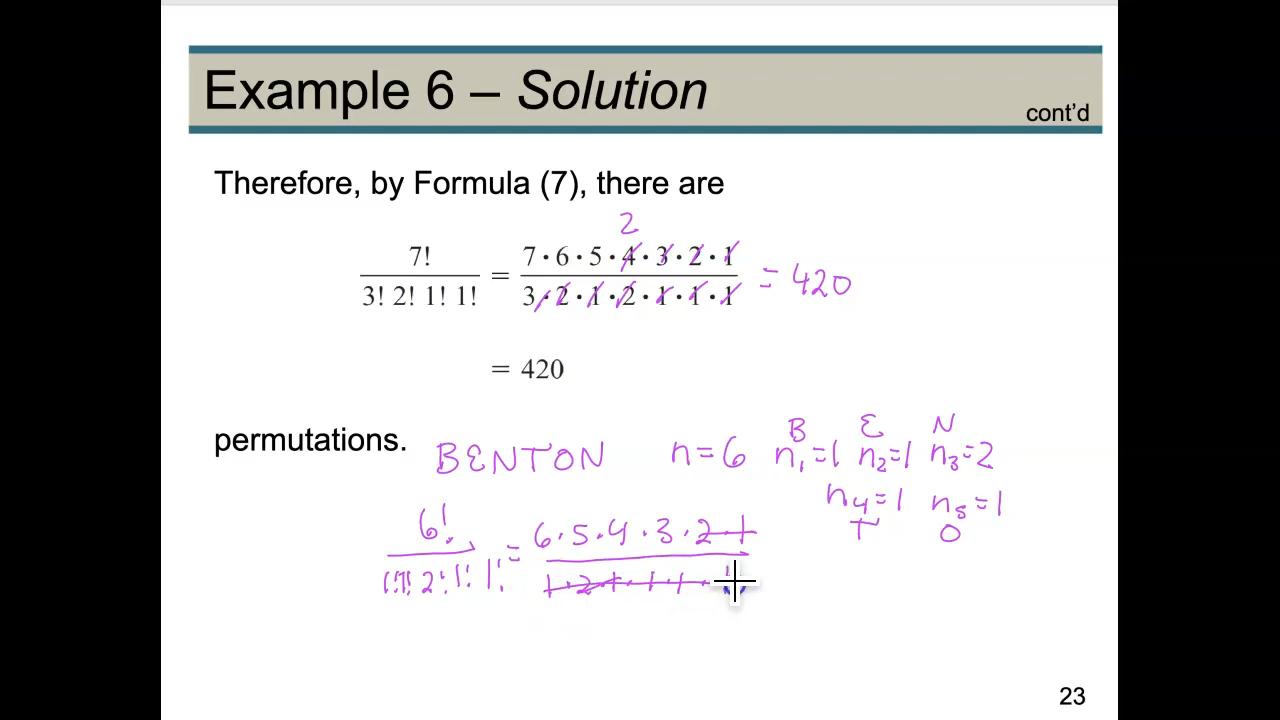 Example 6 – Solution
cont'd
Therefore, by Formula (7), there are
2
7! / 3! 2! 1! 1! = 7 · 6 · 5 · 4 · 3 · 2 · 1 / 3 · 2 · 1 · 2 · 1 · 1 · 1 = 420
= 420
permutations.
BENTON n=6 B n₁=1 E n₂=1 N n₃=2
n₄=1 T n₅=1 O
6! / 1! 1! 2! 1! 1! = 6 · 5 · 4 · 3 · 2 · 1 / 1 · 2 · 1 · 1 · 1 ·
23